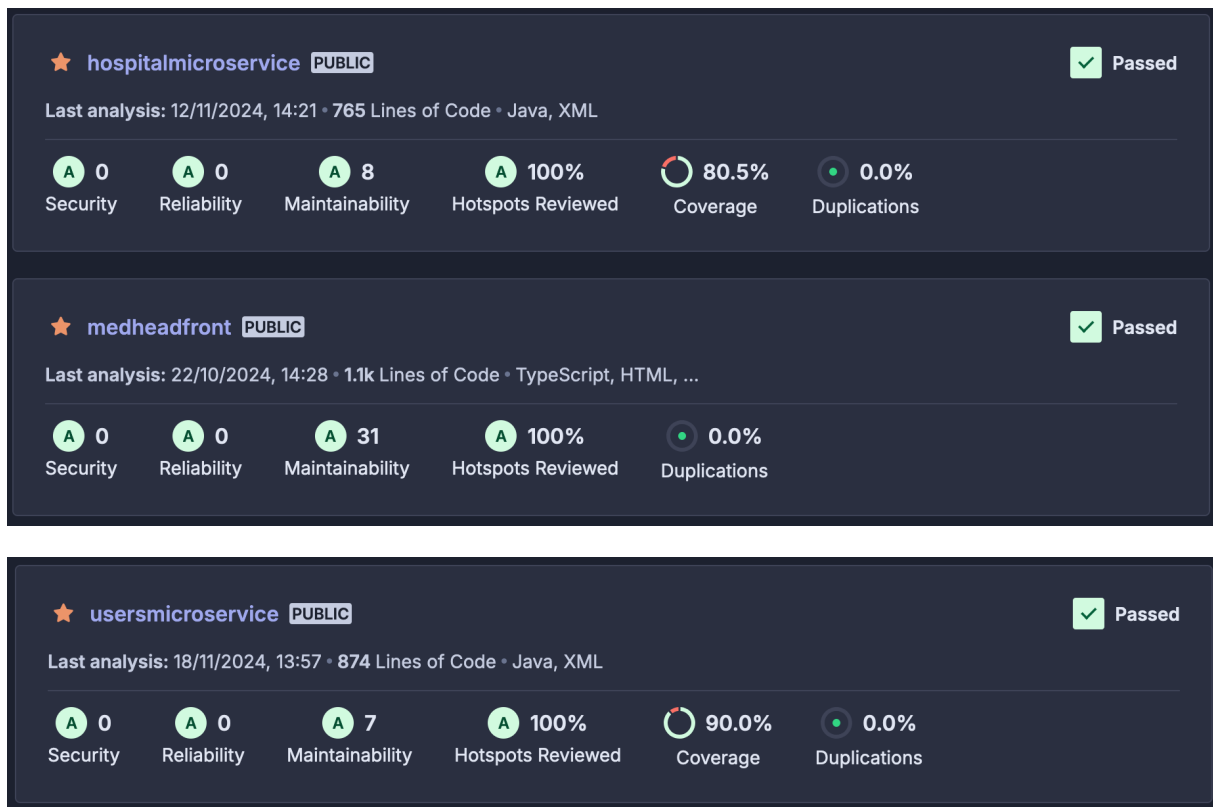 hospitalmicroservice PUBLIC Passed
Last analysis: 12/11/2024, 14:21 • 765 Lines of Code • Java, XML
A 0 A 0 A 8 A 100% 80.5% 0.0%
Security Reliability Maintainability Hotspots Reviewed Coverage Duplications
medheadfront PUBLIC Passed
Last analysis: 22/10/2024, 14:28 • 1.1k Lines of Code • TypeScript, HTML, ...
A 0 A 0 A 31 A 100% 0.0%
Security Reliability Maintainability Hotspots Reviewed Duplications
usersmicroservice PUBLIC Passed
Last analysis: 18/11/2024, 13:57 • 874 Lines of Code • Java, XML
A 0 A 0 A 7 A 100% 90.0% 0.0%
Security Reliability Maintainability Hotspots Reviewed Coverage Duplications